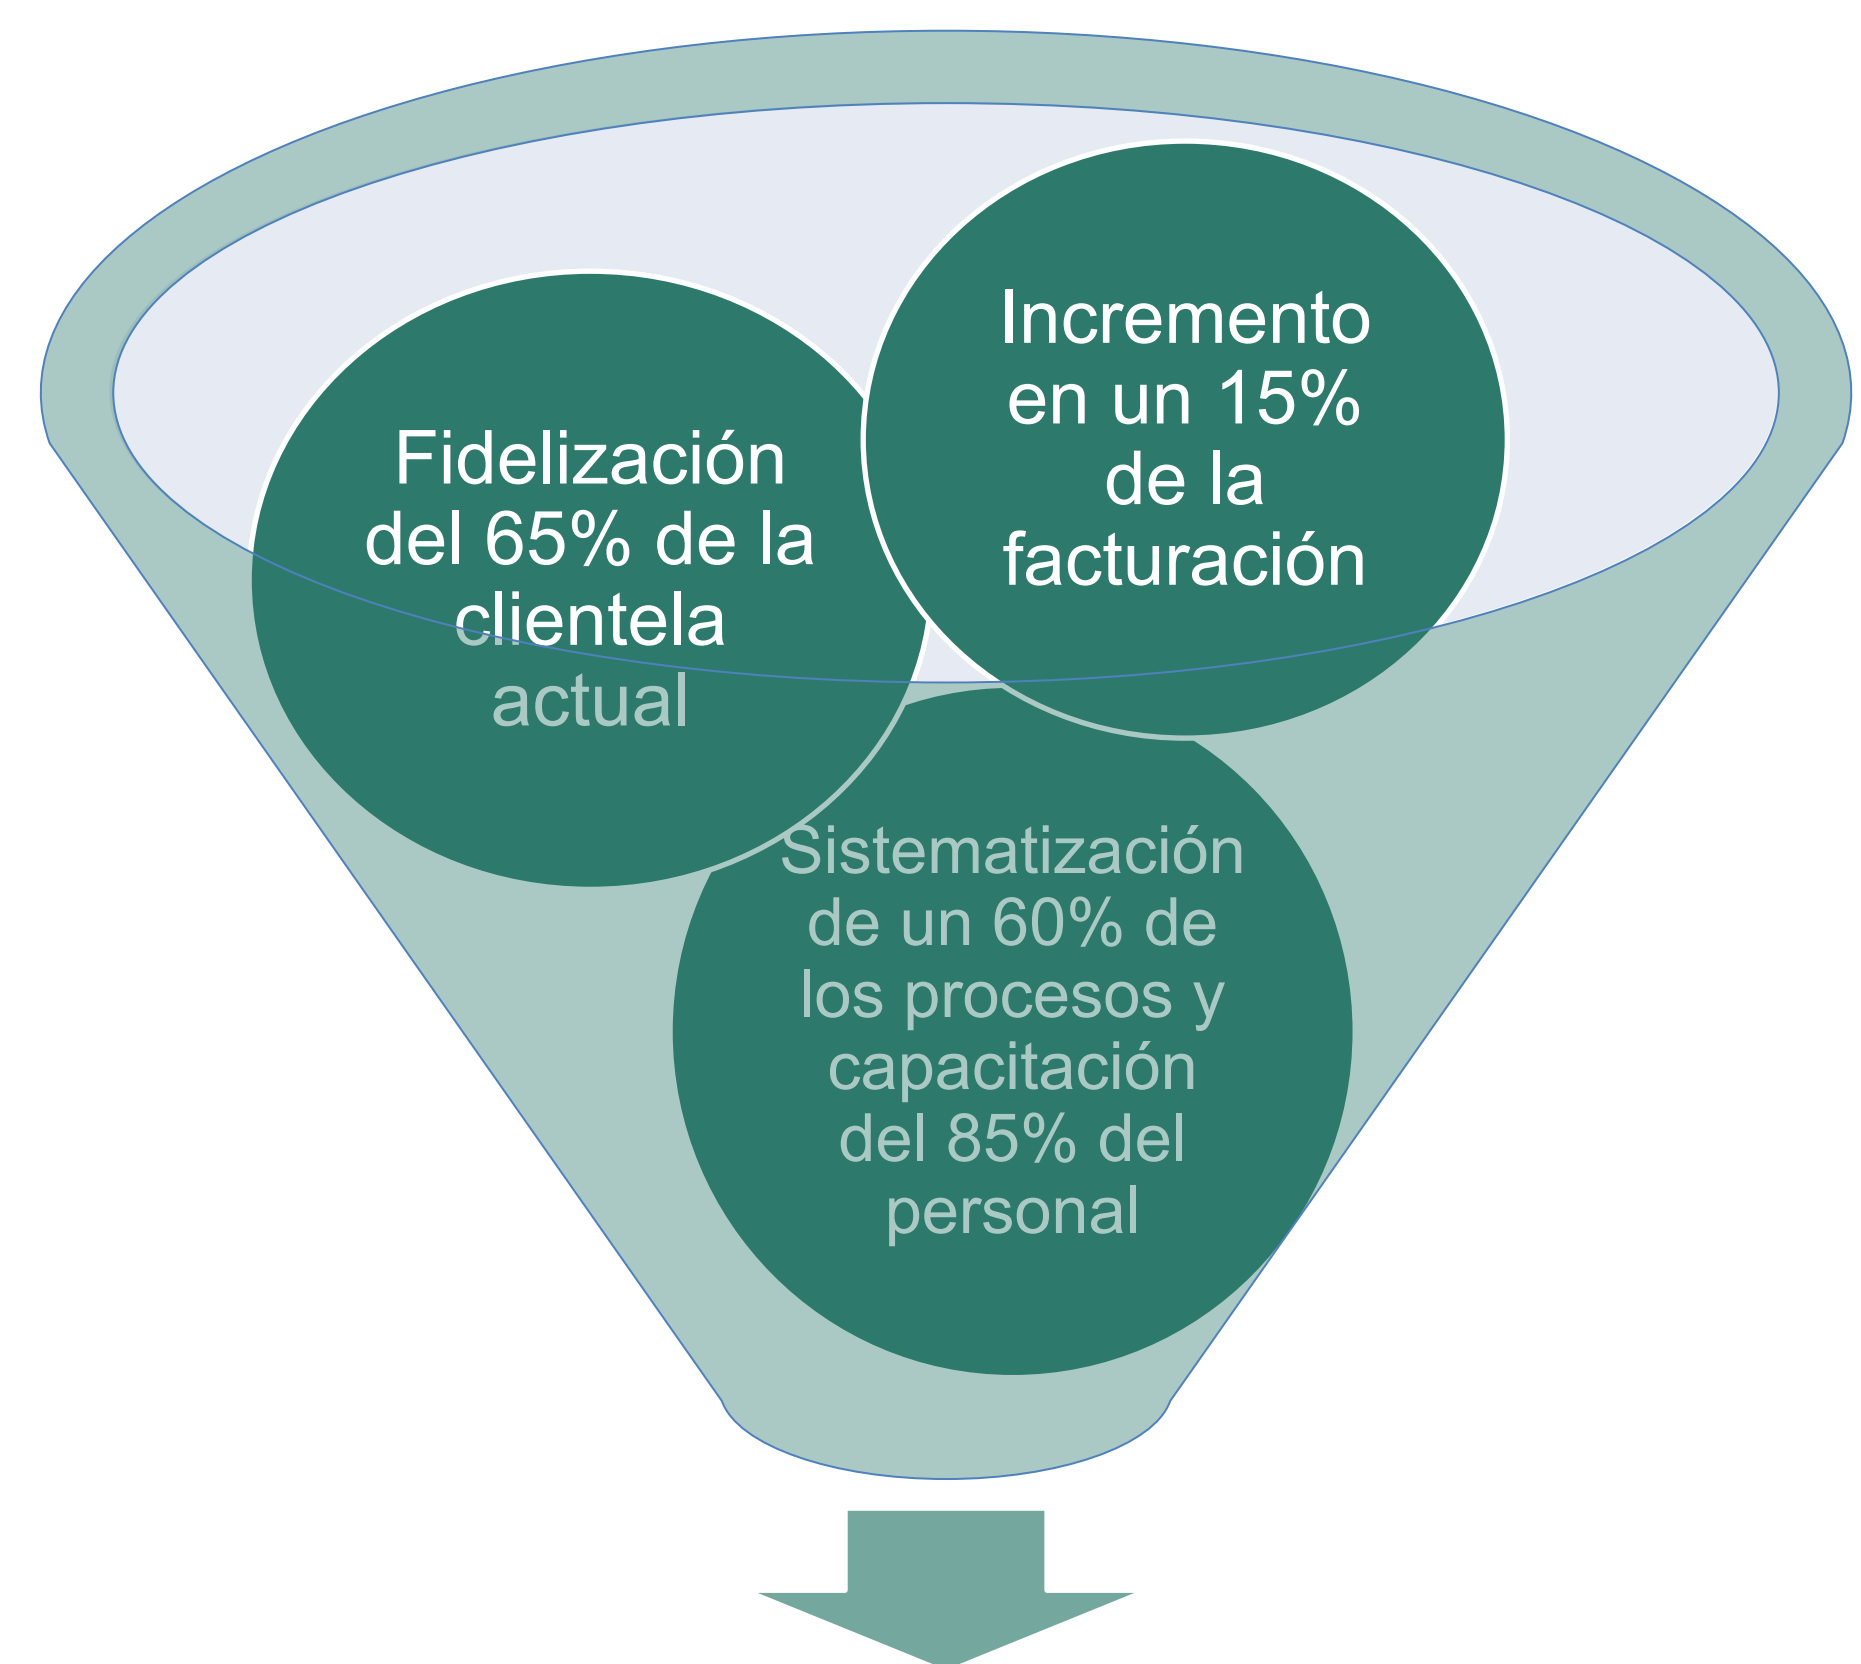 Fidelización
del 65% de la
clientela
actual
Incremento
en un 15%
de la
facturación
Sistematización
de un 60% de
los procesos y
capacitación
del 85% del
personal